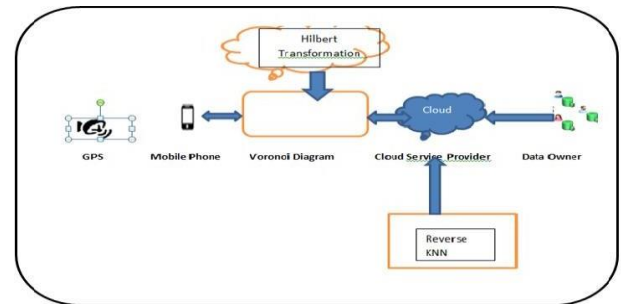 Hilbert
Transformation
Cloud
GPS
Mobile Phone
Voronoi Diagram
Cloud Service Provider
Data Owner
Reverse
KNN